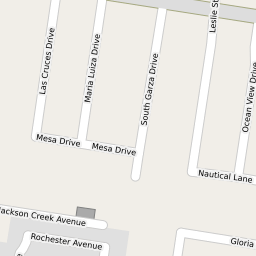 Leslie St
Las Cruces Drive
Maria Luiza Drive
South Garza Drive
Ocean View Drive
Mesa Drive
Mesa Drive
Nautical Lane
Jackson Creek Avenue
Rochester Avenue
Gloria